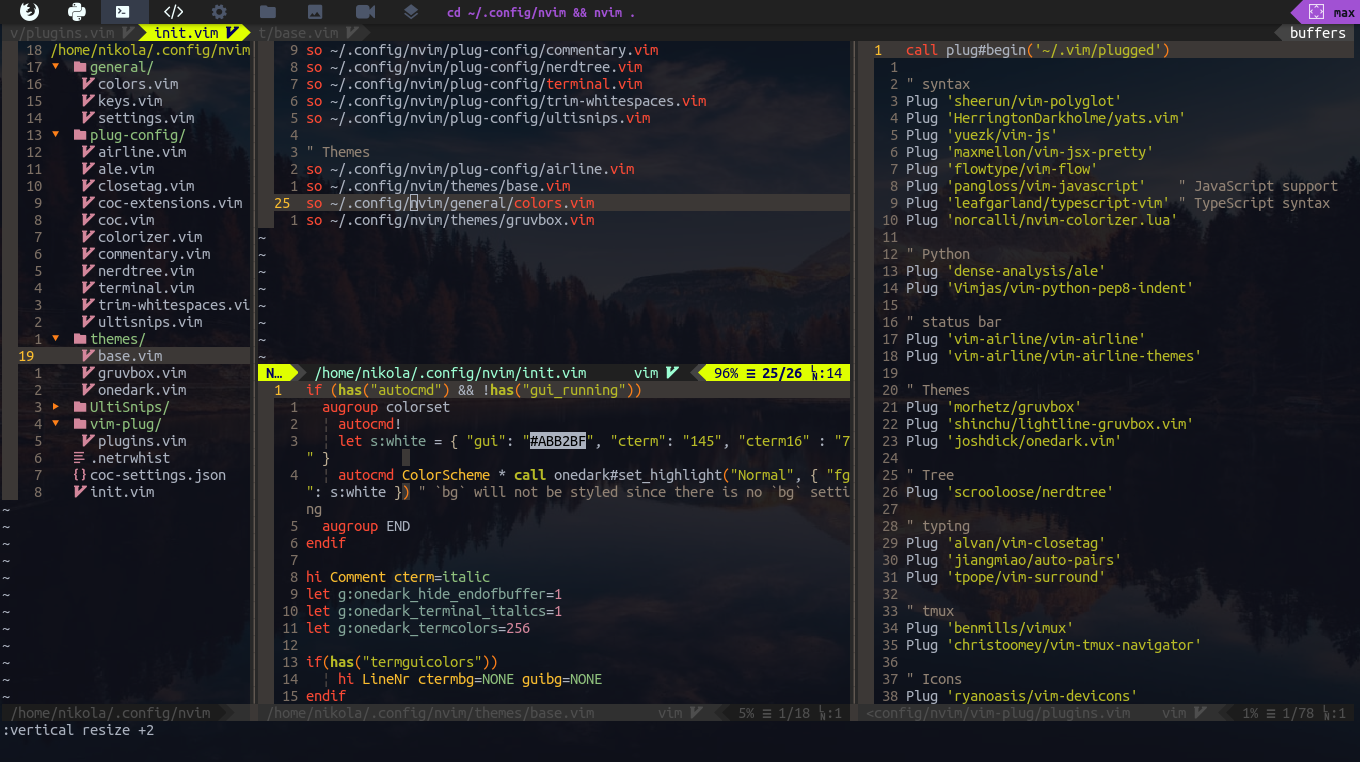 cd ~/.config/nvim && nvim .
max
v/plugins.vim
init.vim
t/base.vim
buffers
18 /home/nikola/.config/nvim
17 general/
16 colors.vim
15 keys.vim
14 settings.vim
13 plug-config/
12 airline.vim
11 ale.vim
10 closetag.vim
9 coc-extensions.vim
8 coc.vim
7 colorizer.vim
6 commentary.vim
5 nerdtree.vim
4 terminal.vim
3 trim-whitespaces.vi
2 ultisnips.vim
1 themes/
19 base.vim
1 gruvbox.vim
2 onedark.vim
3 UltiSnips/
4 vim-plug/
5 plugins.vim
6 .netrwhist
7 {} coc-settings.json
8 init.vim
~
~
~
~
~
~
~
~
~
~
~
~
/home/nikola/.config/nvim
9 so ~/.config/nvim/plug-config/commentary.vim
8 so ~/.config/nvim/plug-config/nerdtree.vim
7 so ~/.config/nvim/plug-config/terminal.vim
6 so ~/.config/nvim/plug-config/trim-whitespaces.vim
5 so ~/.config/nvim/plug-config/ultisnips.vim
4
3 " Themes
2 so ~/.config/nvim/plug-config/airline.vim
1 so ~/.config/nvim/themes/base.vim
25 so ~/.config/nvim/general/colors.vim
1 so ~/.config/nvim/themes/gruvbox.vim
~
~
~
~
~
~
~
~
N… /home/nikola/.config/nvim/init.vim vim 96% ☰ 25/26 ㏑:14
1 if (has("autocmd") && !has("gui_running"))
1 augroup colorset
2 ¦ autocmd!
3 ¦ let s:white = { "gui": "#ABB2BF", "cterm": "145", "cterm16" : "7
" }
4 ¦ autocmd ColorScheme * call onedark#set_highlight("Normal", { "fg
": s:white }) " `bg` will not be styled since there is no `bg` setti
ng
5 augroup END
6 endif
7
8 hi Comment cterm=italic
9 let g:onedark_hide_endofbuffer=1
10 let g:onedark_terminal_italics=1
11 let g:onedark_termcolors=256
12
13 if(has("termguicolors"))
14 ¦ hi LineNr ctermbg=NONE guibg=NONE
15 endif
/home/nikola/.config/nvim/themes/base.vim vim 5% ☰ 1/18 ㏑:1
1 call plug#begin('~/.vim/plugged')
1
2 " syntax
3 Plug 'sheerun/vim-polyglot'
4 Plug 'HerringtonDarkholme/yats.vim'
5 Plug 'yuezk/vim-js'
6 Plug 'maxmellon/vim-jsx-pretty'
7 Plug 'flowtype/vim-flow'
8 Plug 'pangloss/vim-javascript' " JavaScript support
9 Plug 'leafgarland/typescript-vim' " TypeScript syntax
10 Plug 'norcalli/nvim-colorizer.lua'
11
12 " Python
13 Plug 'dense-analysis/ale'
14 Plug 'Vimjas/vim-python-pep8-indent'
15
16 " status bar
17 Plug 'vim-airline/vim-airline'
18 Plug 'vim-airline/vim-airline-themes'
19
20 " Themes
21 Plug 'morhetz/gruvbox'
22 Plug 'shinchu/lightline-gruvbox.vim'
23 Plug 'joshdick/onedark.vim'
24
25 " Tree
26 Plug 'scrooloose/nerdtree'
27
28 " typing
29 Plug 'alvan/vim-closetag'
30 Plug 'jiangmiao/auto-pairs'
31 Plug 'tpope/vim-surround'
32
33 " tmux
34 Plug 'benmills/vimux'
35 Plug 'christoomey/vim-tmux-navigator'
36
37 " Icons
38 Plug 'ryanoasis/vim-devicons'
<config/nvim/vim-plug/plugins.vim vim 1% ☰ 1/78 ㏑:1
:vertical resize +2